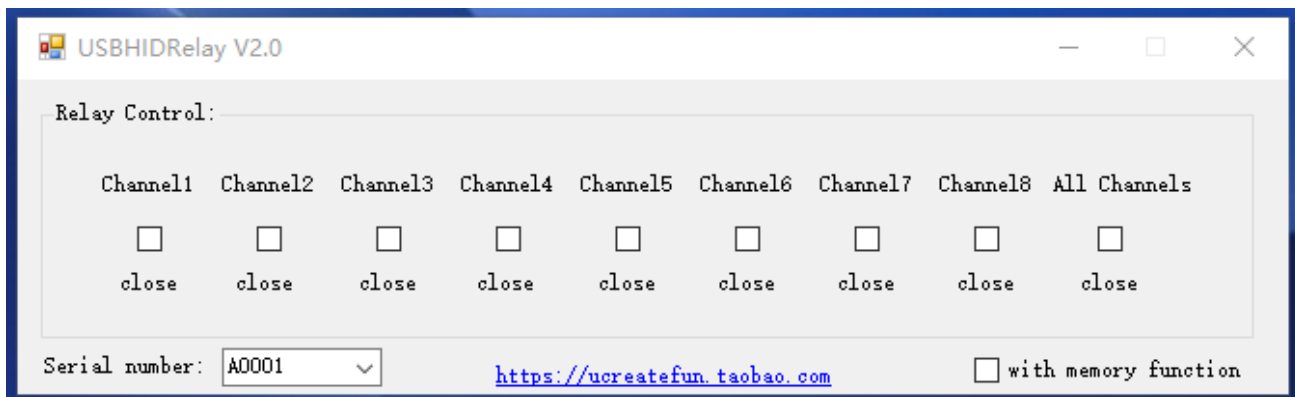 USBHIDRelay V2.0
Relay Control:
Channel1 Channel2 Channel3 Channel4 Channel5 Channel6 Channel7 Channel8 All Channels
close close close close close close close close close
Serial number: A0001 https://ucreatefun.taobao.com with memory function